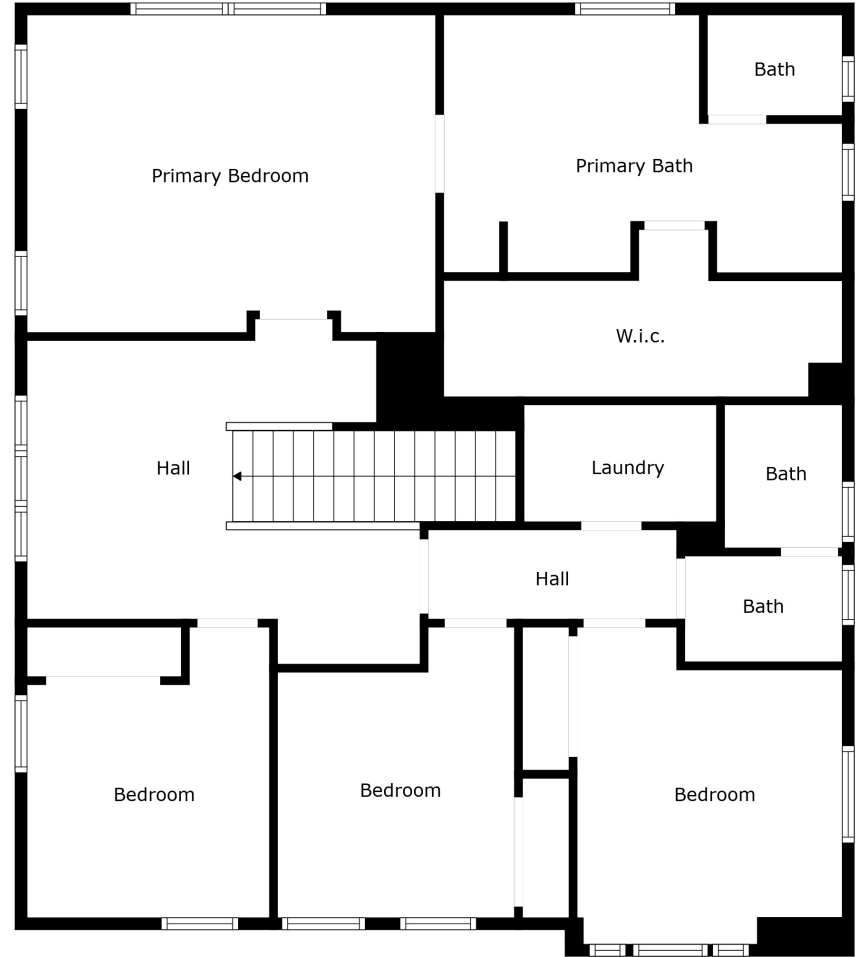 Bath
Primary Bath
Primary Bedroom
W.i.c.
Hall
Laundry
Bath
Hall
Bath
Bedroom
Bedroom
Bedroom